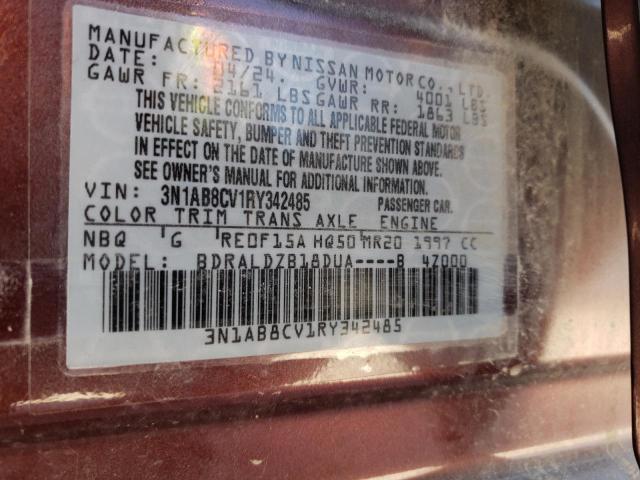 MANUFACTURED BY NISSAN MOTOR CO., LTD.
DATE: 04/24. GVWR: 4001 LBS
GAWR FR: 2161 LBS GAWR RR: 1863 LBS
THIS VEHICLE CONFORMS TO ALL APPLICABLE FEDERAL MOTOR
VEHICLE SAFETY, BUMPER AND THEFT PREVENTION STANDARDS
IN EFFECT ON THE DATE OF MANUFACTURE SHOWN ABOVE.
SEE OWNER'S MANUAL FOR ADDITIONAL INFORMATION.
VIN: 3N1AB8CV1RY342485 PASSENGER CAR.
COLOR TRIM TRANS AXLE ENGINE
NBQ G RE0F15A HQ50 MR20 1997 CC
MODEL: BDRALDZB18DUA----B 47000
3N1AB8CV1RY342485